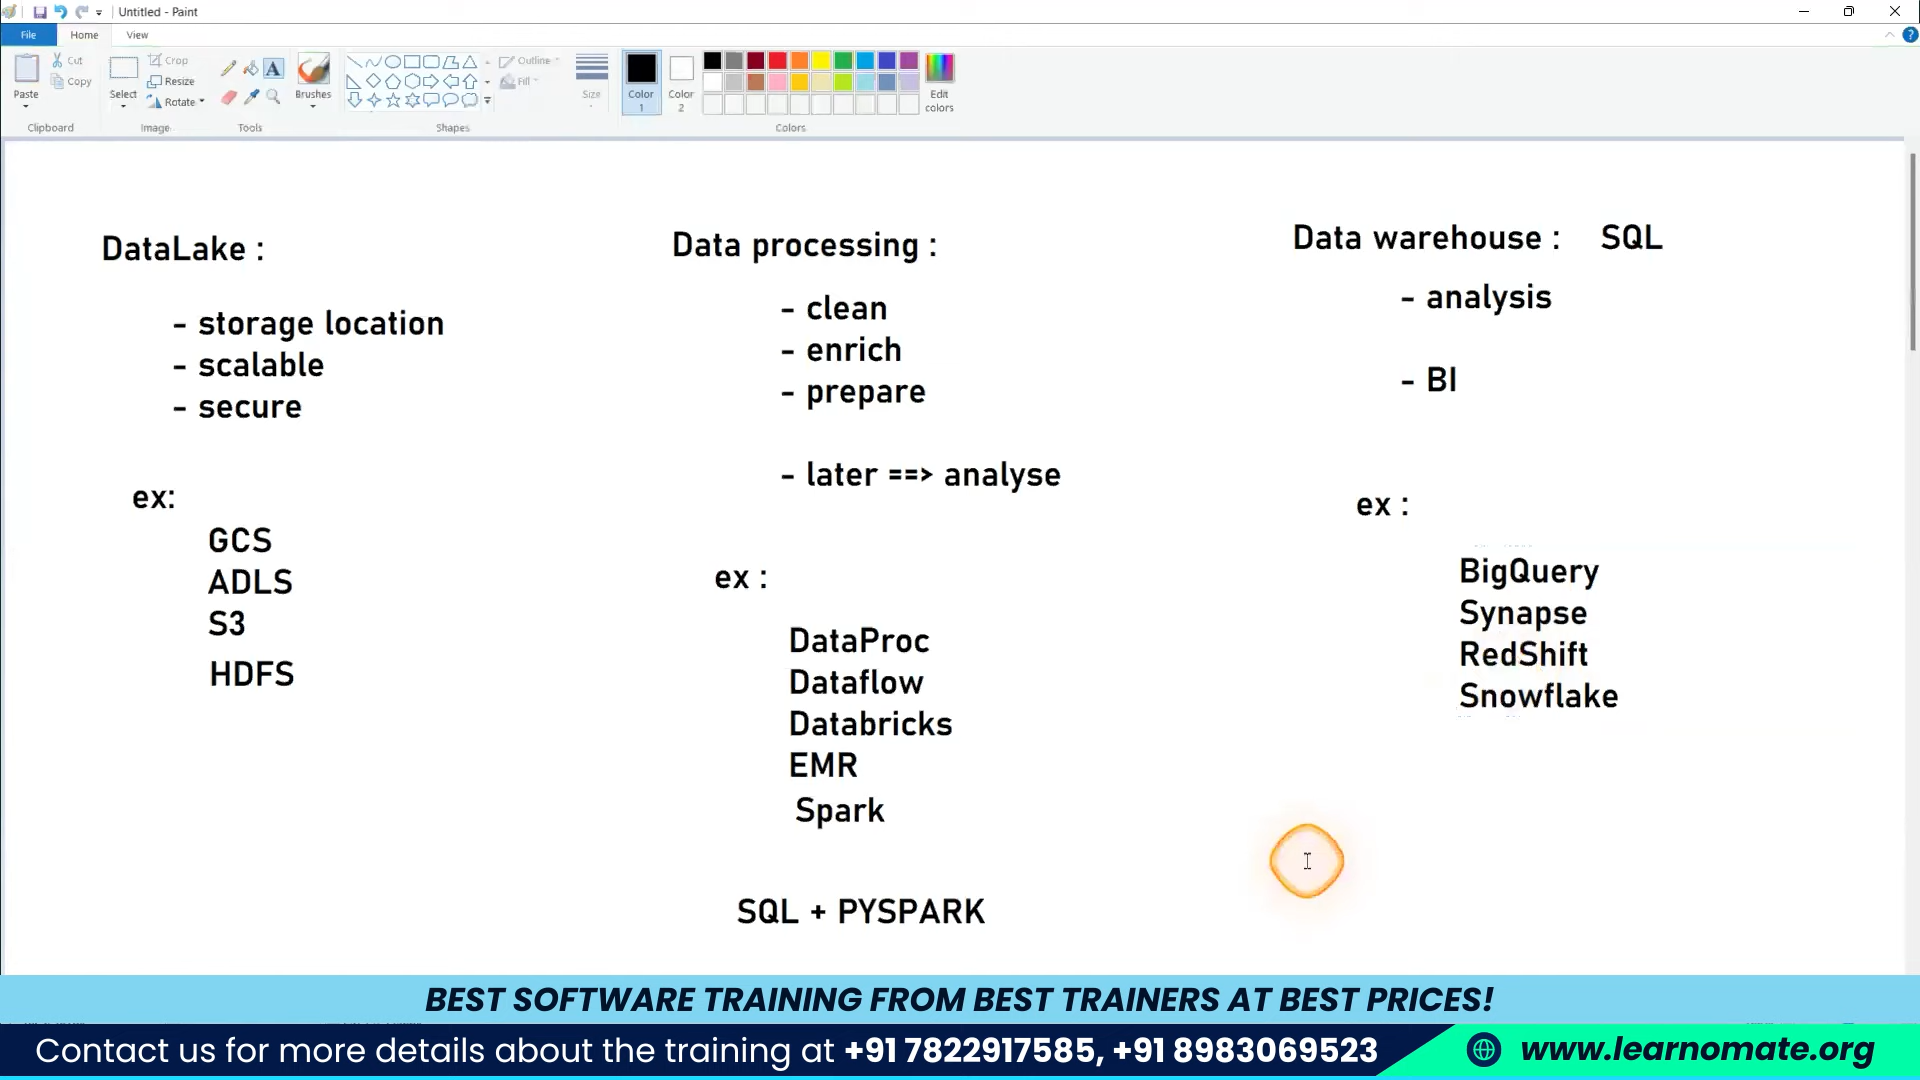 Untitled - Paint
File Home View
Paste
Cut
Copy
Clipboard
Select
Crop
Resize
Rotate
Image
Tools
Brushes
Shapes
Outline
Fill
Size
Color 1
Color 2
Colors
Edit colors
DataLake :
- storage location
- scalable
- secure
ex:
GCS
ADLS
S3
HDFS
Data processing :
- clean
- enrich
- prepare
- later ==> analyse
ex :
DataProc
Dataflow
Databricks
EMR
Spark
SQL + PYSPARK
Data warehouse : SQL
- analysis
- BI
ex :
BigQuery
Synapse
RedShift
Snowflake
BEST SOFTWARE TRAINING FROM BEST TRAINERS AT BEST PRICES!
Contact us for more details about the training at +91 7822917585, +91 8983069523
www.learnomate.org